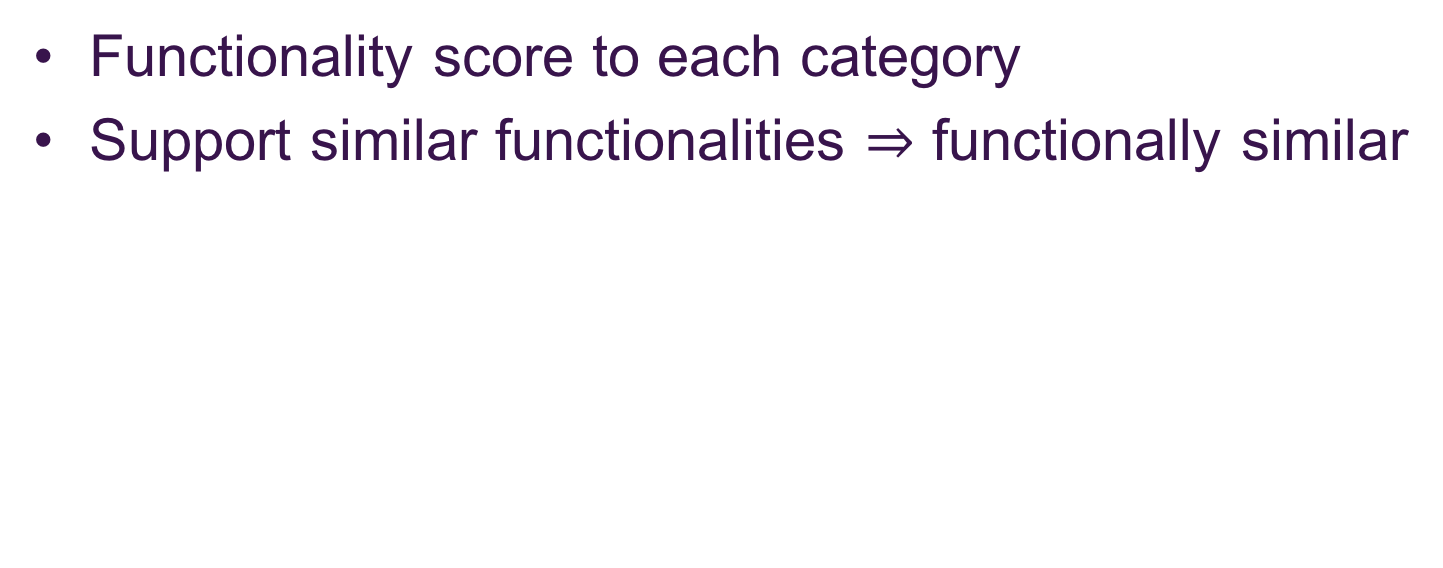 • Functionality score to each category
• Support similar functionalities ⇒ functionally similar